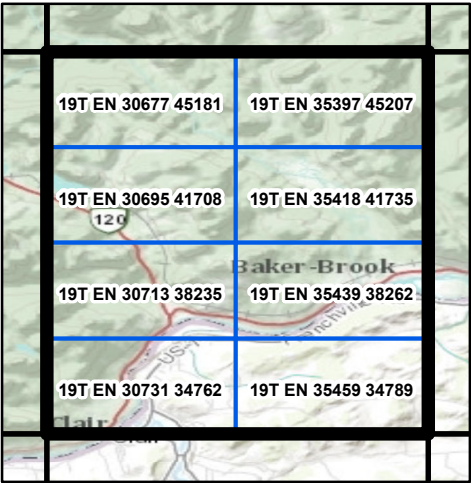 19T EN 30677 45181 19T EN 35397 45207
19T EN 30695 41708 19T EN 35418 41735
120
Baker-Brook
19T EN 30713 38235 19T EN 35439 38262
US-1
19T EN 30731 34762 19T EN 35459 34789
Clair